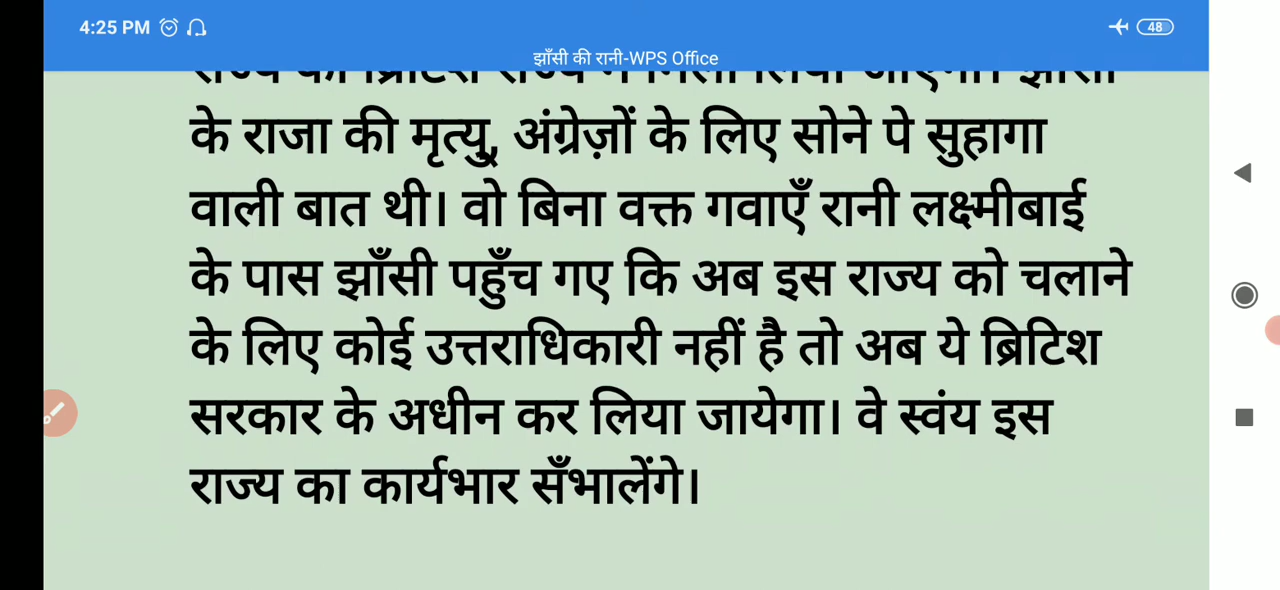 4:25 PM
48
झाँसी की रानी-WPS Office
के राजा की मृत्यु, अंग्रेज़ों के लिए सोने पे सुहागा
वाली बात थी। वो बिना वक्त गवाएँ रानी लक्ष्मीबाई
के पास झाँसी पहुँच गए कि अब इस राज्य को चलाने
के लिए कोई उत्तराधिकारी नहीं है तो अब ये ब्रिटिश
सरकार के अधीन कर लिया जायेगा। वे स्वंय इस
राज्य का कार्यभार सँभालेंगे।